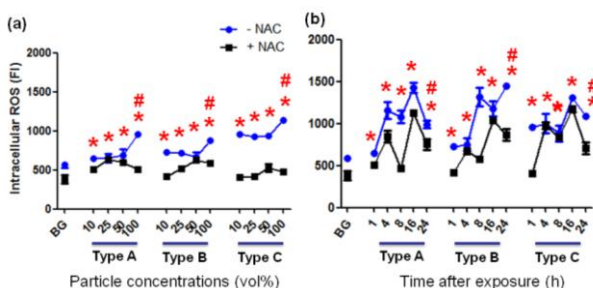 (a)
- NAC
+ NAC
Intracellular ROS (FI)
2000
1500
1000
500
0
* * * * #
* * * * #
* * * * #
BG
10 25 50 100
10 25 50 100
10 25 50 100
Type A
Type B
Type C
Particle concentrations (vol%)
(b)
2000
1500
1000
500
0
* * * * * #
* * * * #
* * * * * #
BG
1 4 8 16 24
1 4 8 16 24
1 4 8 16 24
Type A
Type B
Type C
Time after exposure (h)